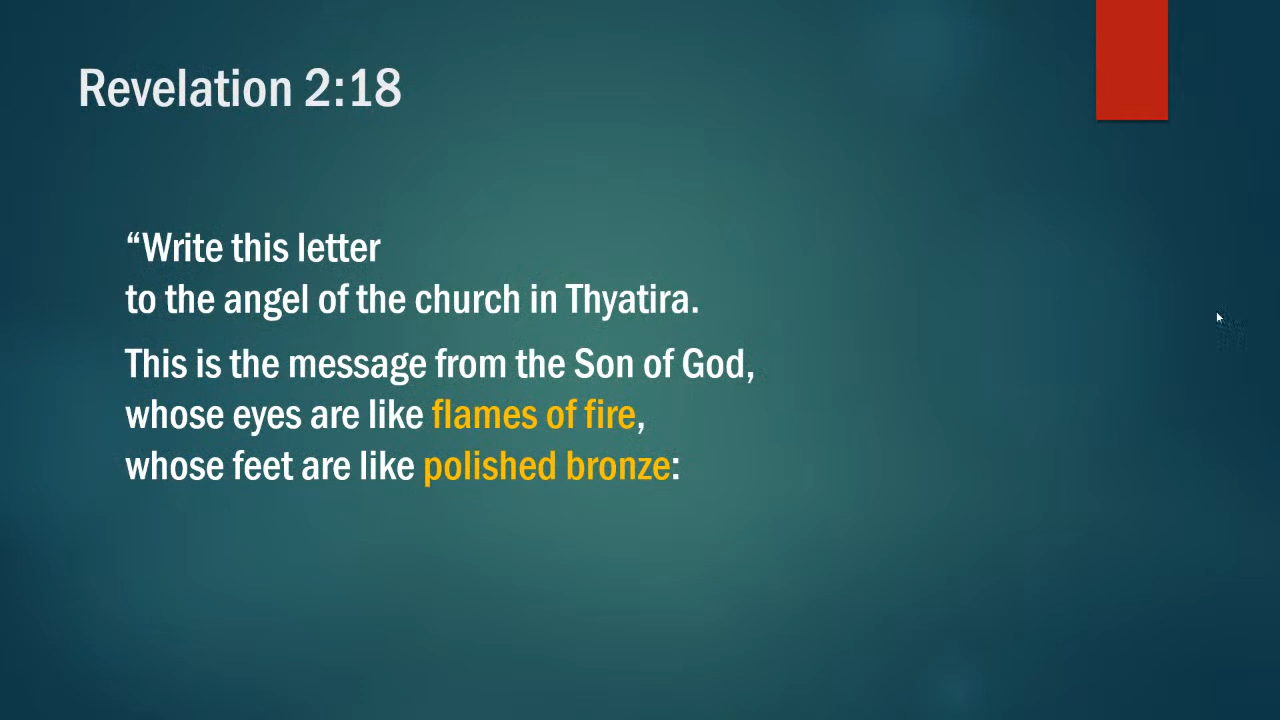 Revelation 2:18
“Write this letter
to the angel of the church in Thyatira.
This is the message from the Son of God,
whose eyes are like flames of fire,
whose feet are like polished bronze: